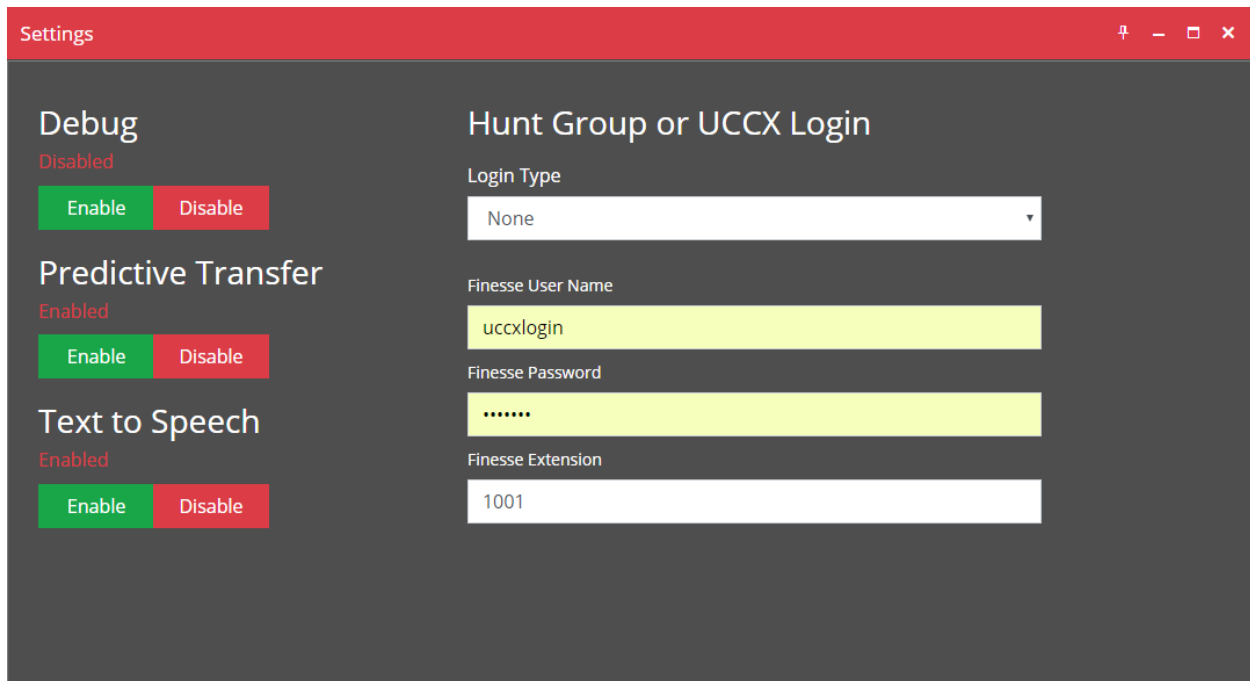 Settings
Debug
Disabled
Enable Disable
Predictive Transfer
Enabled
Enable Disable
Text to Speech
Enabled
Enable Disable
Hunt Group or UCCX Login
Login Type
None
Finesse User Name
uccxlogin
Finesse Password
•••••••
Finesse Extension
1001